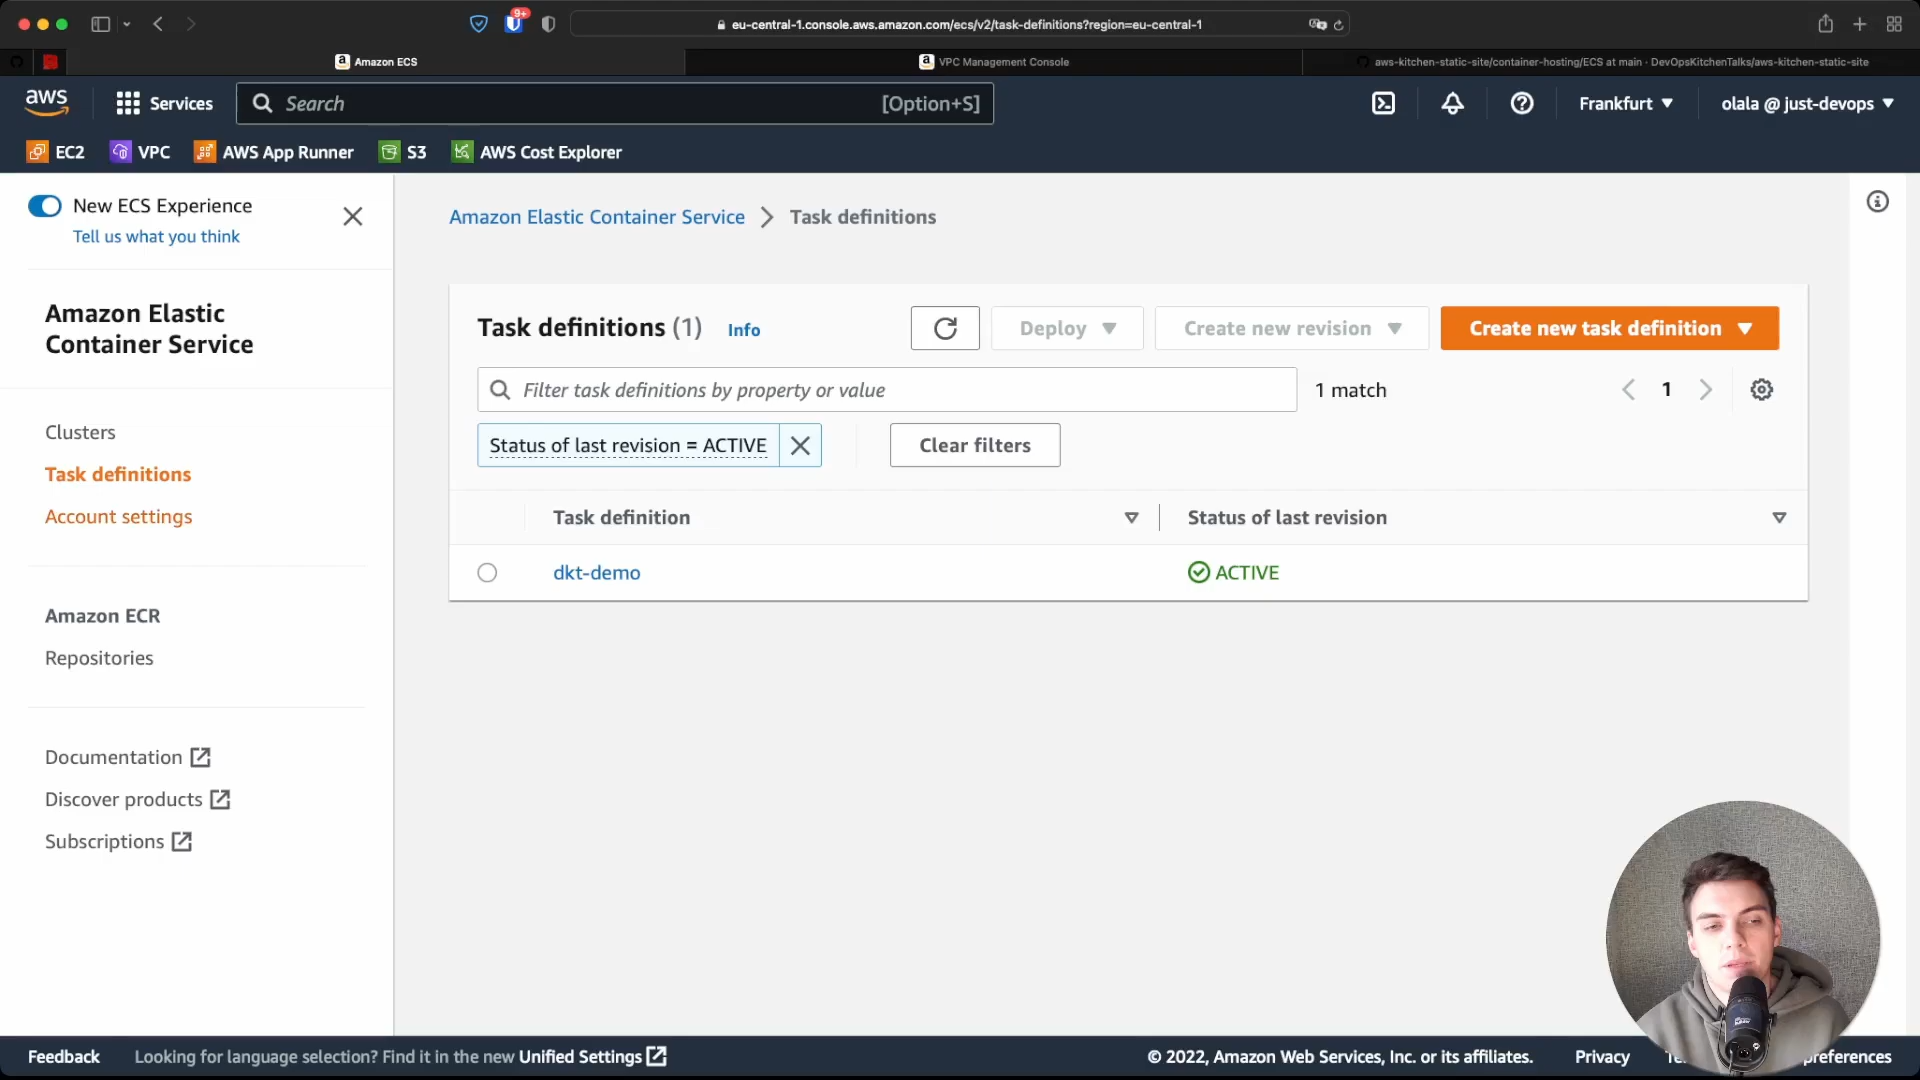 9+
eu-central-1.console.aws.amazon.com/ecs/v2/task-definitions?region=eu-central-1
Amazon ECS
VPC Management Console
aws-kitchen-static-site/container-hosting/ECS at main · DevOpsKitchenTalks/aws-kitchen-static-site
aws
Services
Search
[Option+S]
Frankfurt
olala @ just-devops
EC2
VPC
AWS App Runner
S3
AWS Cost Explorer
New ECS Experience
Tell us what you think
Amazon Elastic
Container Service
Clusters
Task definitions
Account settings
Amazon ECR
Repositories
Documentation
Discover products
Subscriptions
Amazon Elastic Container Service
Task definitions
Task definitions (1)
Info
Deploy
Create new revision
Create new task definition
Filter task definitions by property or value
1 match
1
Status of last revision = ACTIVE
Clear filters
Task definition
Status of last revision
dkt-demo
ACTIVE
Feedback
Looking for language selection? Find it in the new Unified Settings
© 2022, Amazon Web Services, Inc. or its affiliates.
Privacy
preferences